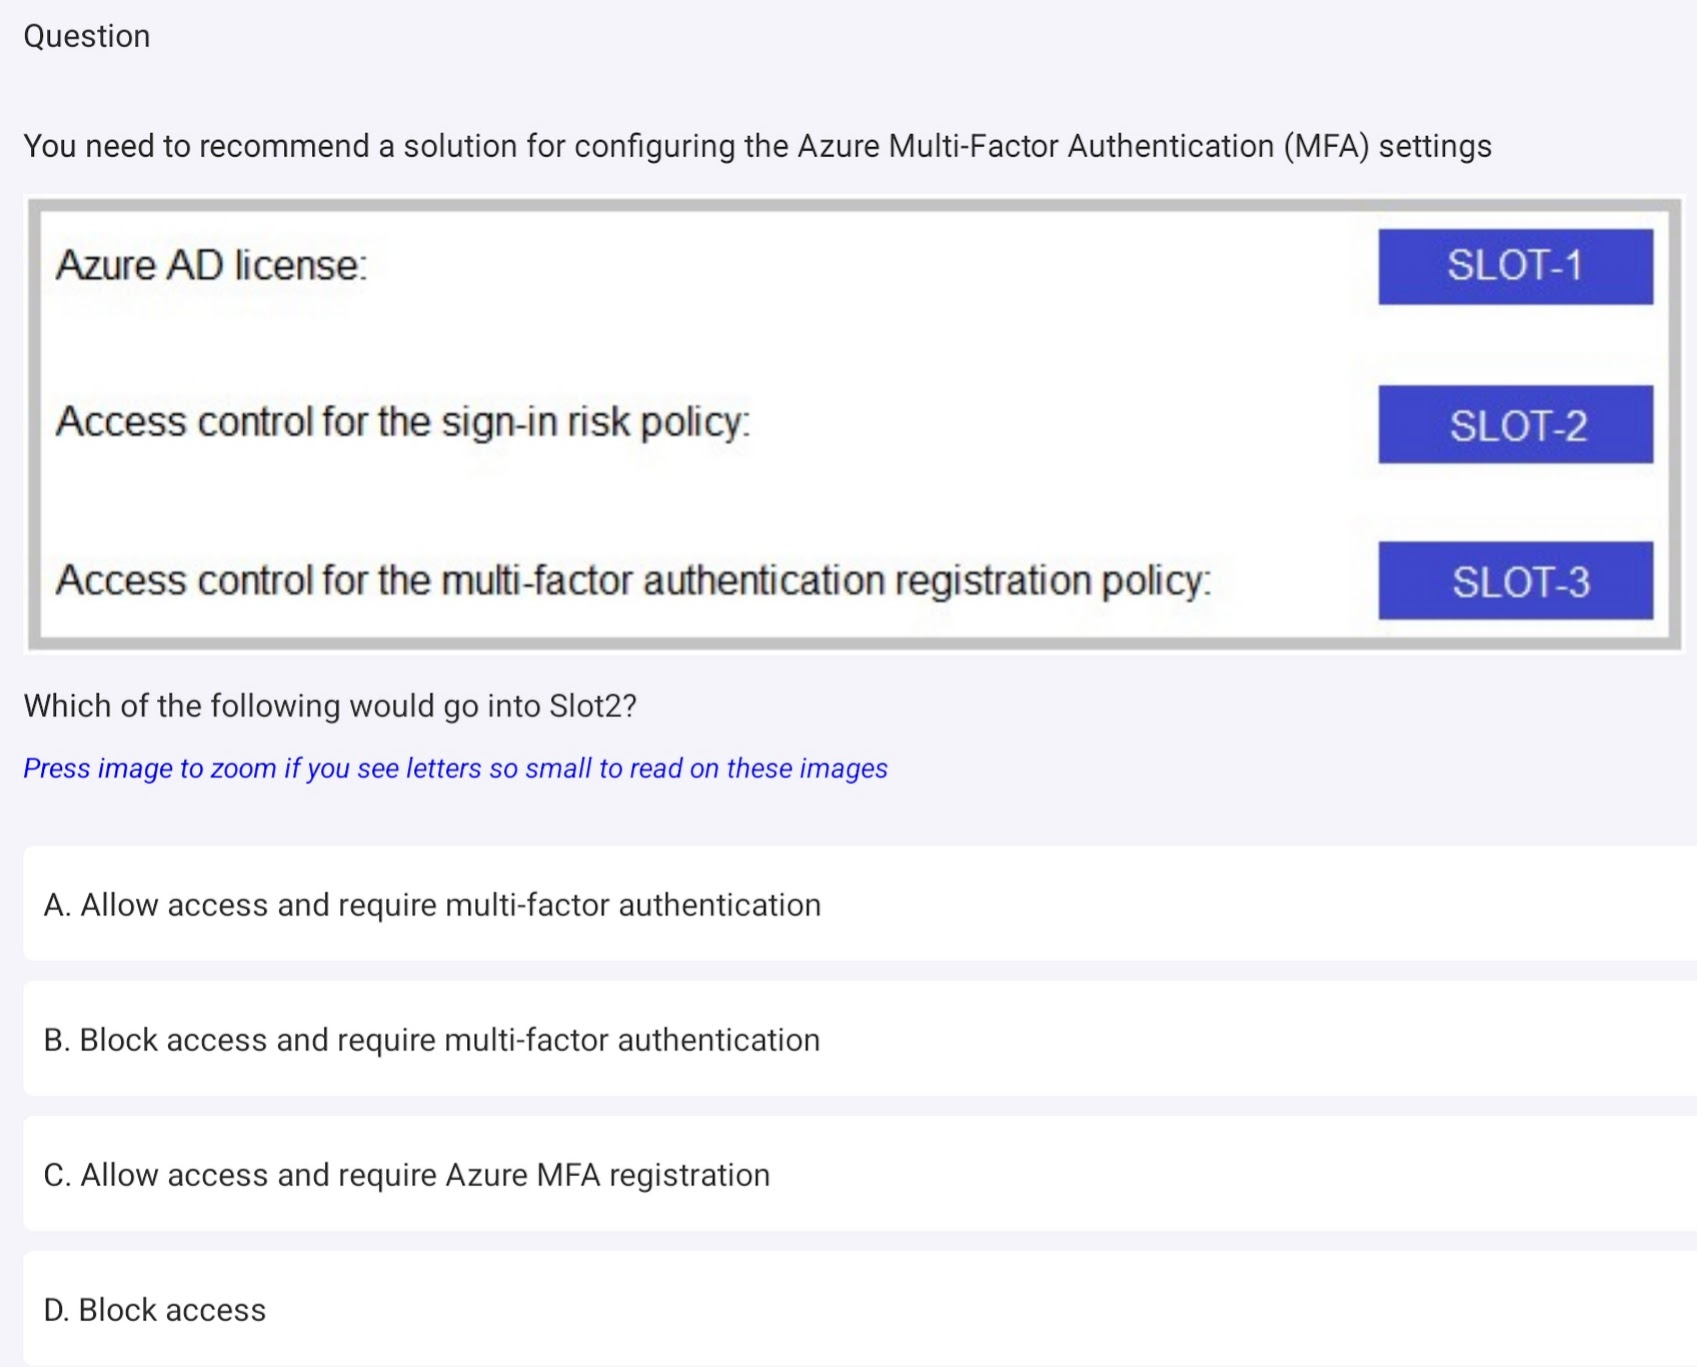 Question
You need to recommend a solution for configuring the Azure Multi-Factor Authentication (MFA) settings
Azure AD license:
SLOT-1
Access control for the sign-in risk policy:
SLOT-2
Access control for the multi-factor authentication registration policy:
SLOT-3
Which of the following would go into Slot2?
Press image to zoom if you see letters so small to read on these images
A. Allow access and require multi-factor authentication
B. Block access and require multi-factor authentication
C. Allow access and require Azure MFA registration
D. Block access